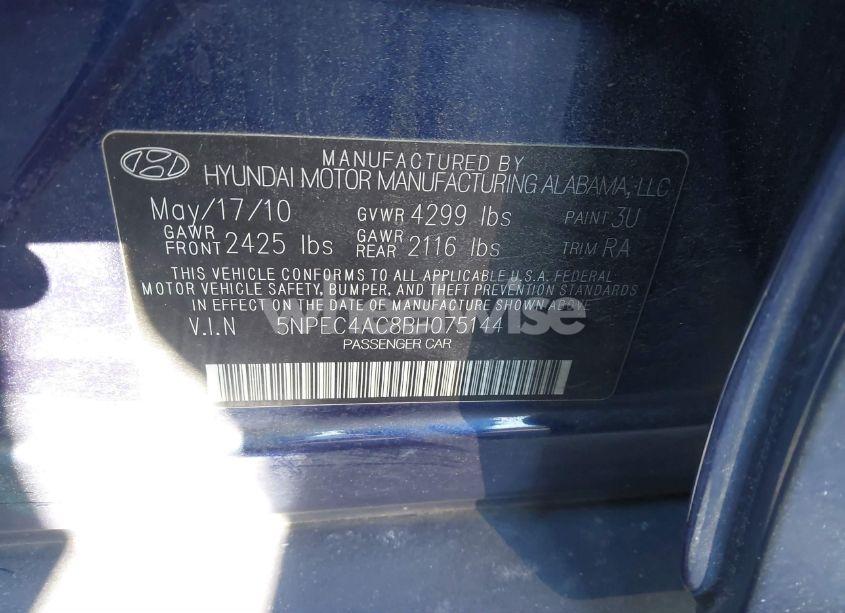 MANUFACTURED BY
HYUNDAI MOTOR MANUFACTURING ALABAMA, LLC
May/17/10 GVWR 4299 lbs PAINT 3U
GAWR FRONT 2425 lbs GAWR REAR 2116 lbs TRIM RA
THIS VEHICLE CONFORMS TO ALL APPLICABLE U.S.A. FEDERAL
MOTOR VEHICLE SAFETY, BUMPER, AND THEFT PREVENTION STANDARDS
IN EFFECT ON THE DATE OF MANUFACTURE SHOWN ABOVE
V.I.N 5NPEC4AC8BH075144
PASSENGER CAR